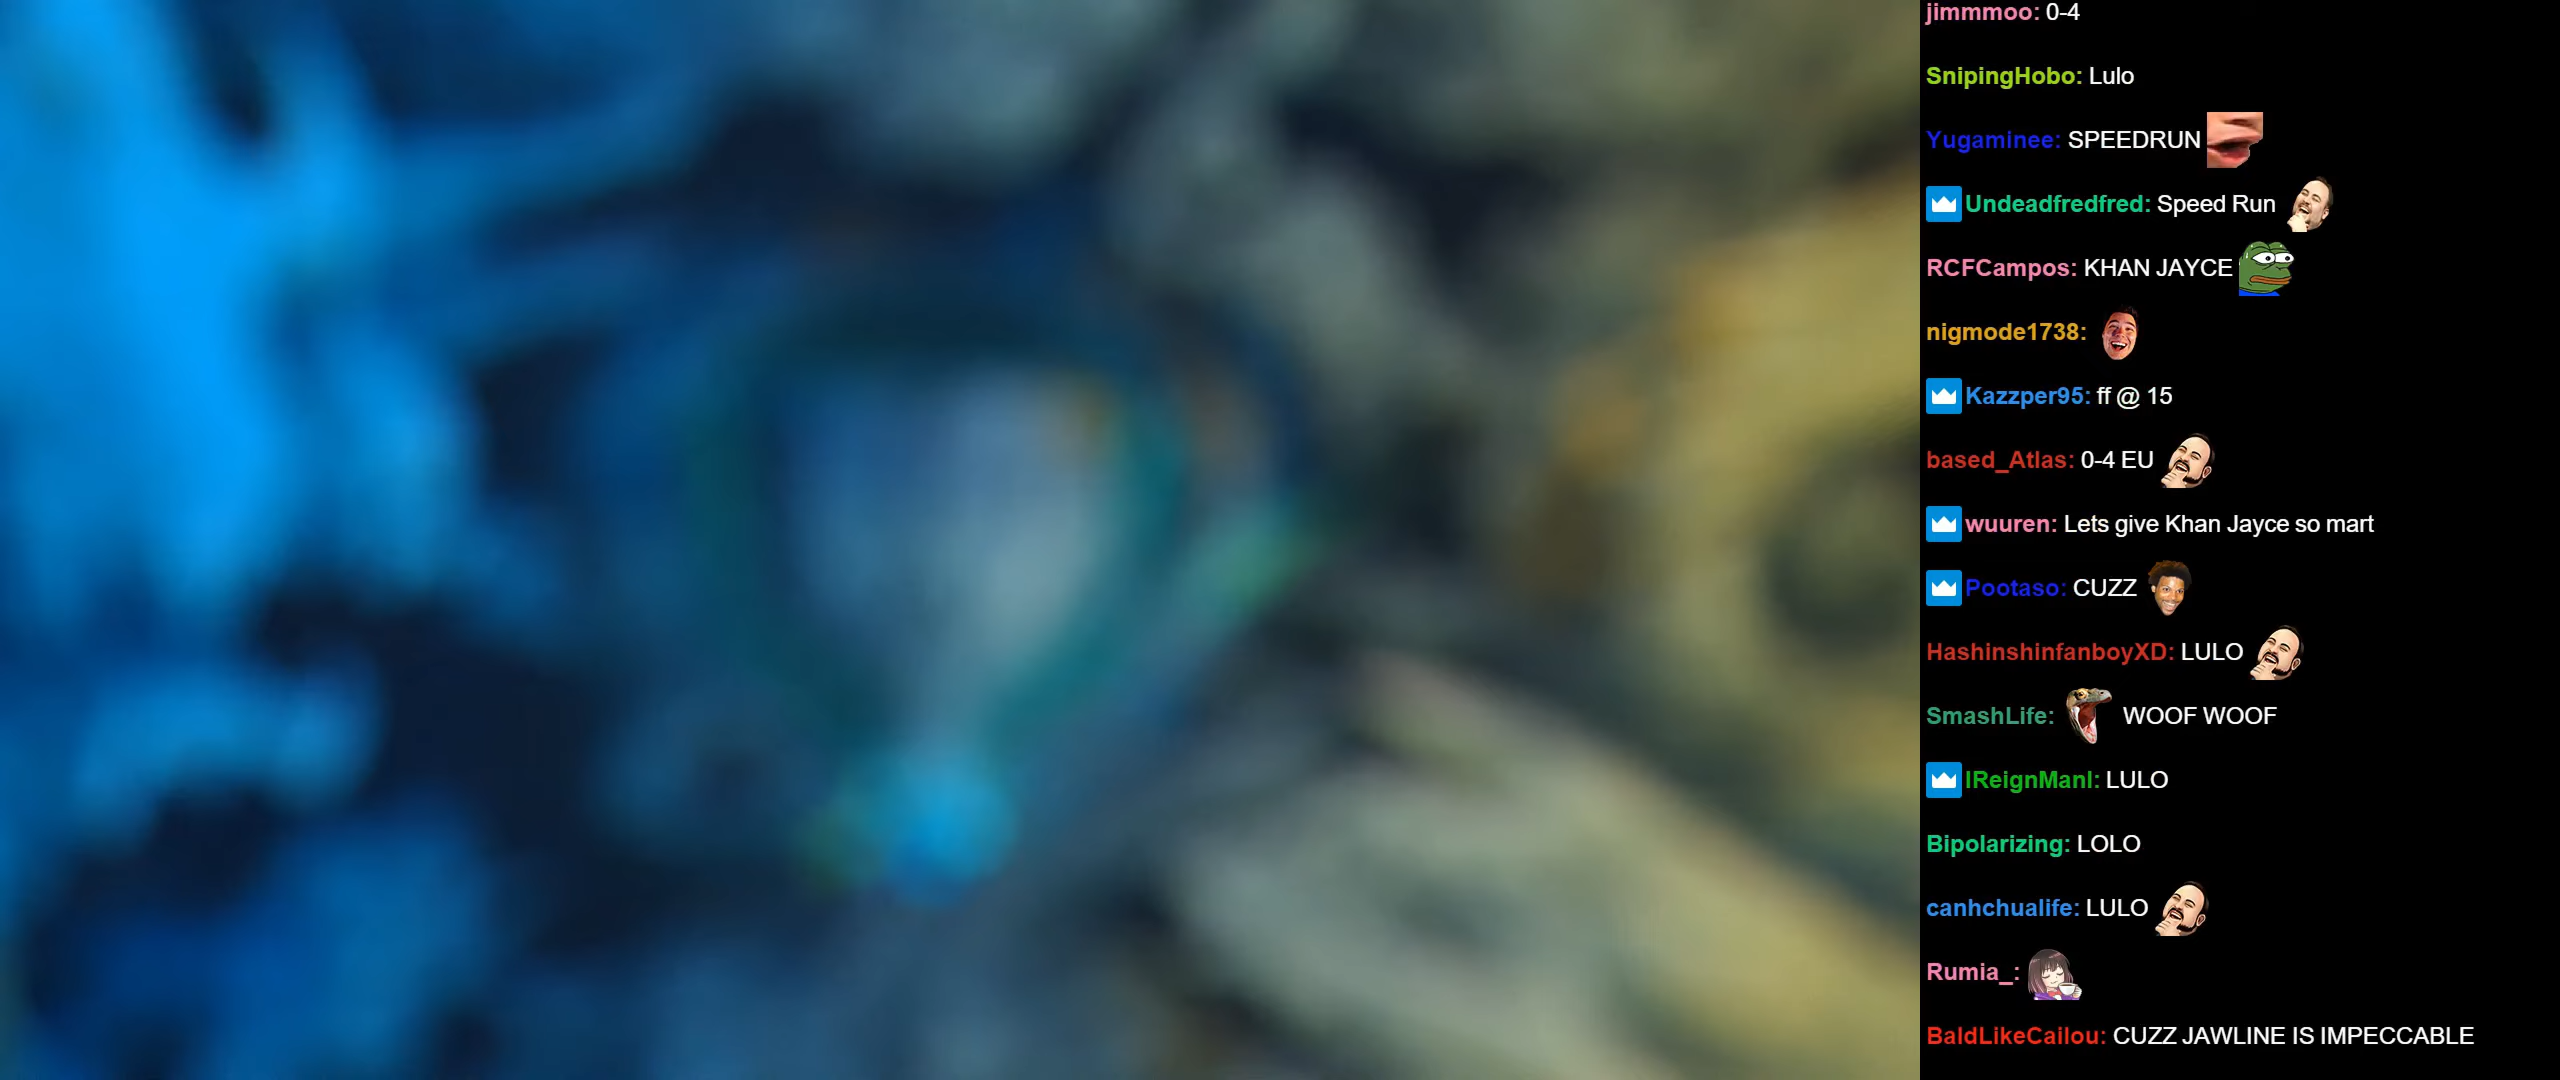 jimmmoo: 0-4
SnipingHobo: Lulo
Yugaminee: SPEEDRUN
Undeadfredfred: Speed Run
RCFCampos: KHAN JAYCE
nigmode1738:
Kazzper95: ff @ 15
based_Atlas: 0-4 EU
wuuren: Lets give Khan Jayce so mart
Pootaso: CUZZ
HashinshinfanboyXD: LULO
SmashLife: WOOF WOOF
IReignManI: LULO
Bipolarizing: LOLO
canhchualife: LULO
Rumia_:
BaldLikeCailou: CUZZ JAWLINE IS IMPECCABLE